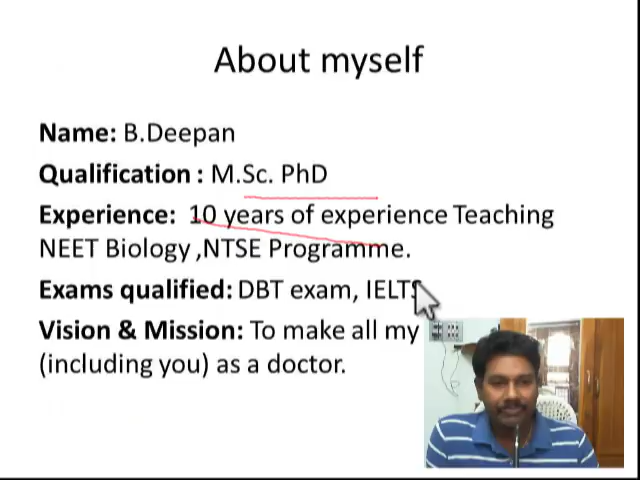 About myself
Name: B.Deepan
Qualification : M.Sc. PhD
Experience: 10 years of experience Teaching
NEET Biology ,NTSE Programme.
Exams qualified: DBT exam, IELTS
Vision & Mission: To make all my
(including you) as a doctor.